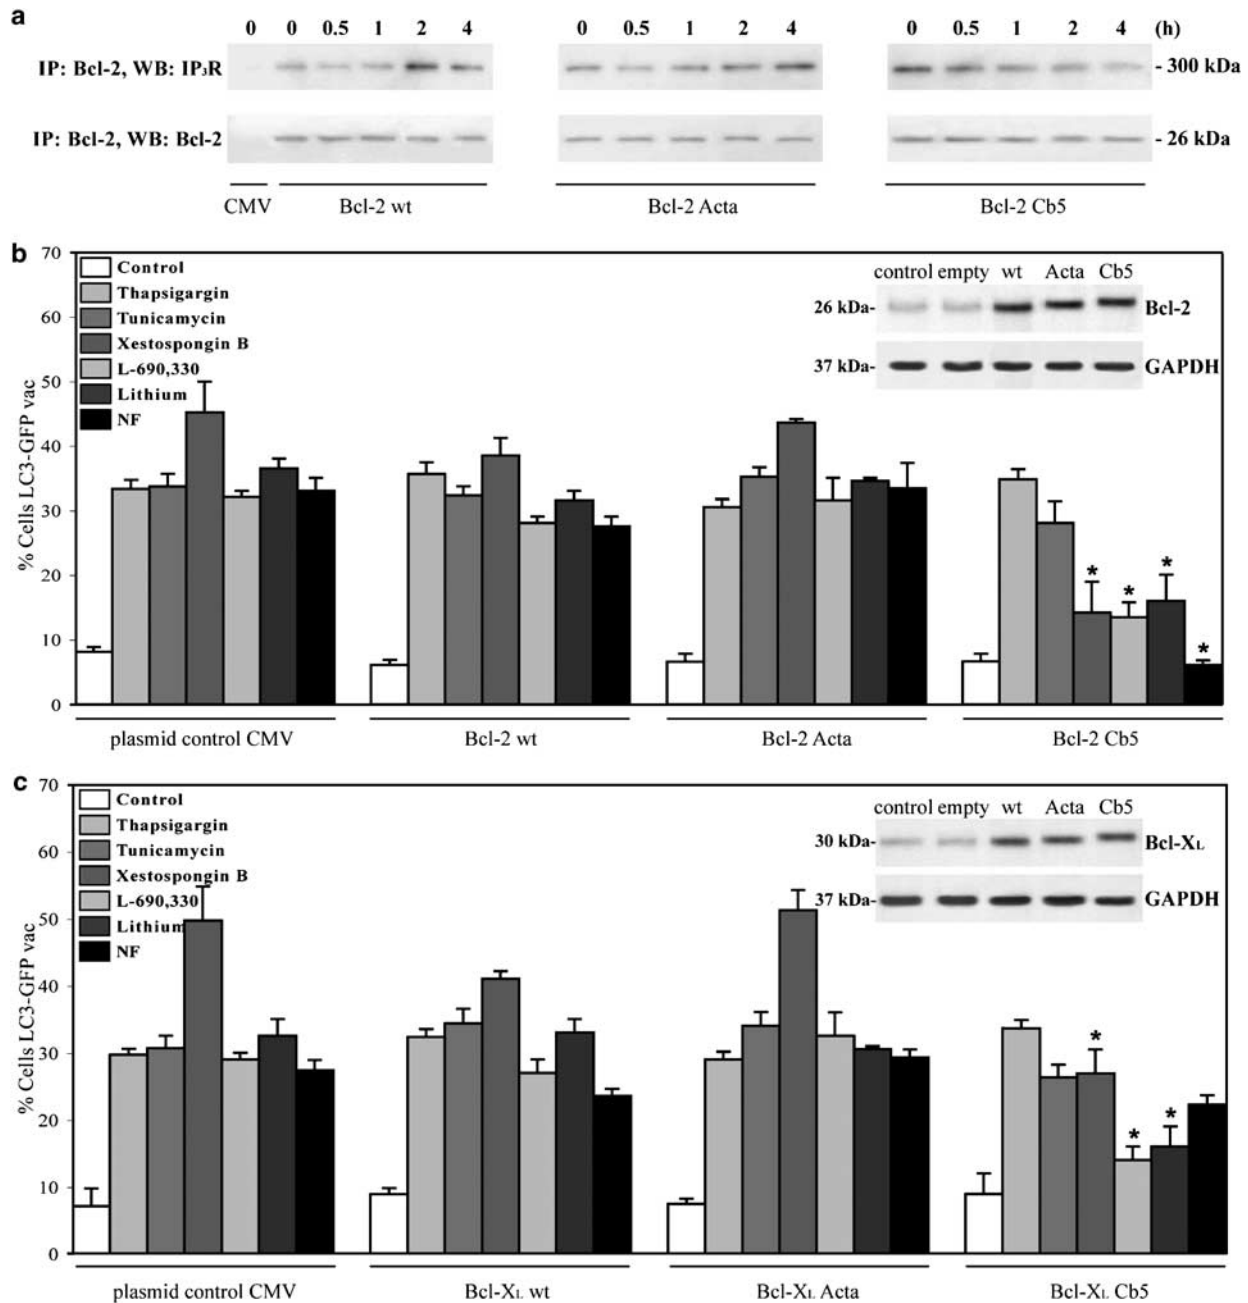 a
0 0 0.5 1 2 4 0 0.5 1 2 4 0 0.5 1 2 4 (h)
IP: Bcl-2, WB: IP₃R - 300 kDa
IP: Bcl-2, WB: Bcl-2 - 26 kDa
CMV Bcl-2 wt Bcl-2 Acta Bcl-2 Cb5
b
% Cells LC3-GFP vac
70
60
50
40
30
20
10
0
Control
Thapsigargin
Tunicamycin
Xestospongin B
L-690,330
Lithium
NF
control empty wt Acta Cb5
26 kDa- Bcl-2
37 kDa- GAPDH
* * * *
plasmid control CMV Bcl-2 wt Bcl-2 Acta Bcl-2 Cb5
c
% Cells LC3-GFP vac
70
60
50
40
30
20
10
0
Control
Thapsigargin
Tunicamycin
Xestospongin B
L-690,330
Lithium
NF
control empty wt Acta Cb5
30 kDa- Bcl-XL
37 kDa- GAPDH
* * *
plasmid control CMV Bcl-XL wt Bcl-XL Acta Bcl-XL Cb5